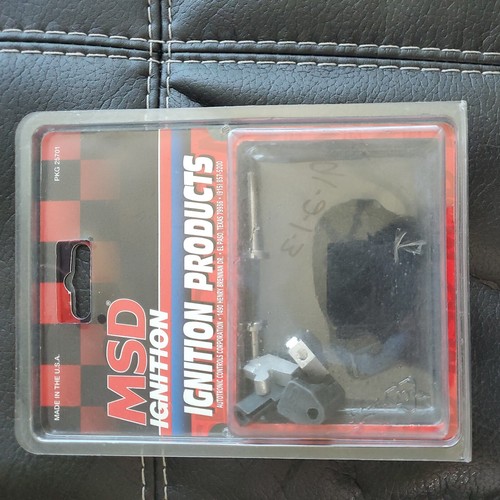 PKG 25701
MADE IN THE U.S.A.
MSD
IGNITION
IGNITION PRODUCTS
AUTOTRONIC CONTROLS CORPORATION • 1490 HENRY BRENNAN DR. • EL PASO, TEXAS 79936 • (915) 857-5200